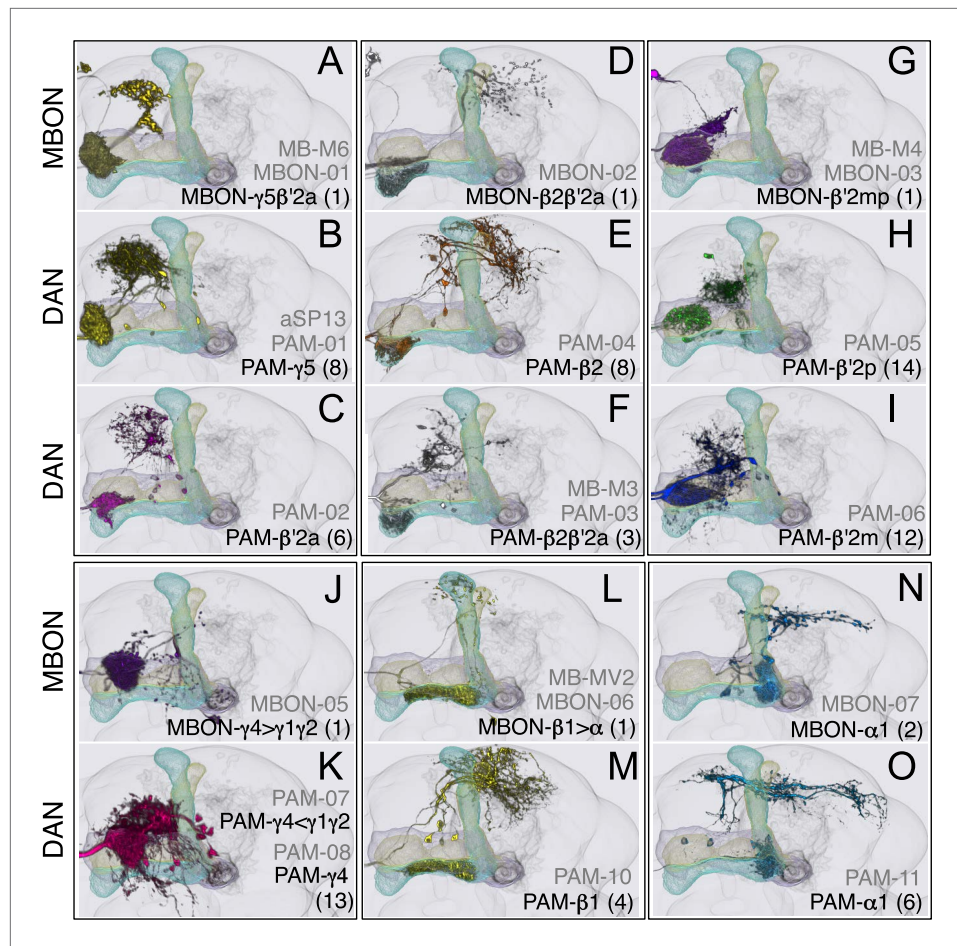 MBON
A
MB-M6
MBON-01
MBON-γ5β'2a (1)
D
MBON-02
MBON-β2β'2a (1)
G
MB-M4
MBON-03
MBON-β'2mp (1)
DAN
B
aSP13
PAM-01
PAM-γ5 (8)
E
PAM-04
PAM-β2 (8)
H
PAM-05
PAM-β'2p (14)
DAN
C
PAM-02
PAM-β'2a (6)
F
MB-M3
PAM-03
PAM-β2β'2a (3)
I
PAM-06
PAM-β'2m (12)
MBON
J
MBON-05
MBON-γ4>γ1γ2 (1)
L
MB-MV2
MBON-06
MBON-β1>α (1)
N
MBON-07
MBON-α1 (2)
DAN
K
PAM-07
PAM-γ4<γ1γ2
PAM-08
PAM-γ4
(13)
M
PAM-10
PAM-β1 (4)
O
PAM-11
PAM-α1 (6)